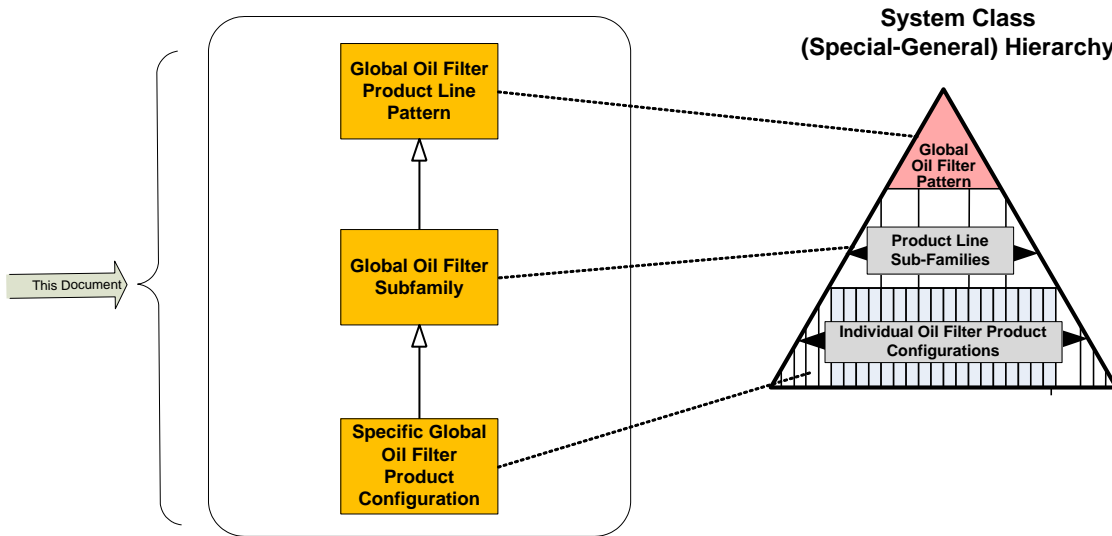 System Class
(Special-General) Hierarchy
Global Oil Filter
Product Line
Pattern
Global
Oil Filter
Pattern
Product Line
Sub-Families
Global Oil Filter
Subfamily
This Document
Individual Oil Filter Product
Configurations
Specific Global
Oil Filter
Product
Configuration